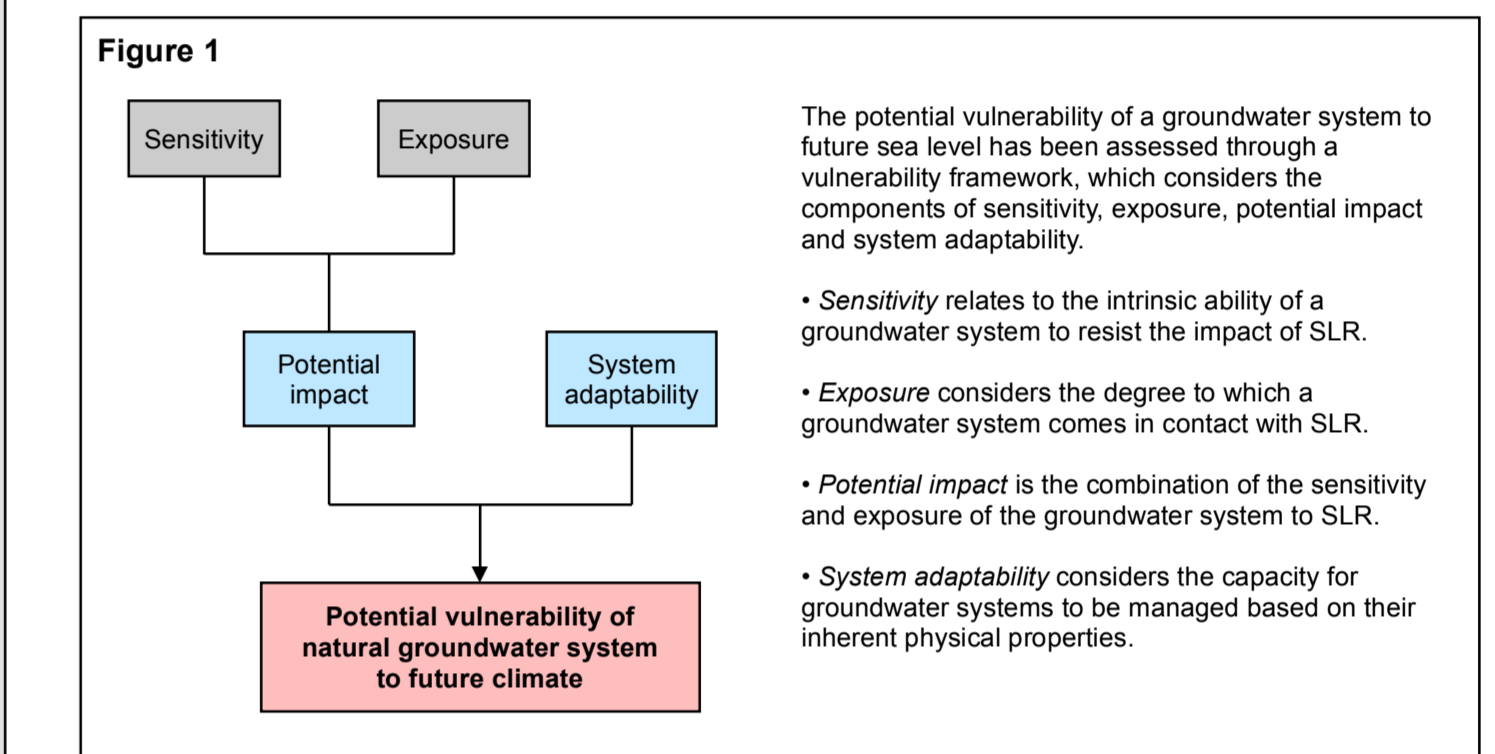 Figure 1
Sensitivity
Exposure
Potential
impact
System
adaptability
Potential vulnerability of
natural groundwater system
to future climate
The potential vulnerability of a groundwater system to
future sea level has been assessed through a
vulnerability framework, which considers the
components of sensitivity, exposure, potential impact
and system adaptability.
• Sensitivity relates to the intrinsic ability of a
groundwater system to resist the impact of SLR.
• Exposure considers the degree to which a
groundwater system comes in contact with SLR.
• Potential impact is the combination of the sensitivity
and exposure of the groundwater system to SLR.
• System adaptability considers the capacity for
groundwater systems to be managed based on their
inherent physical properties.